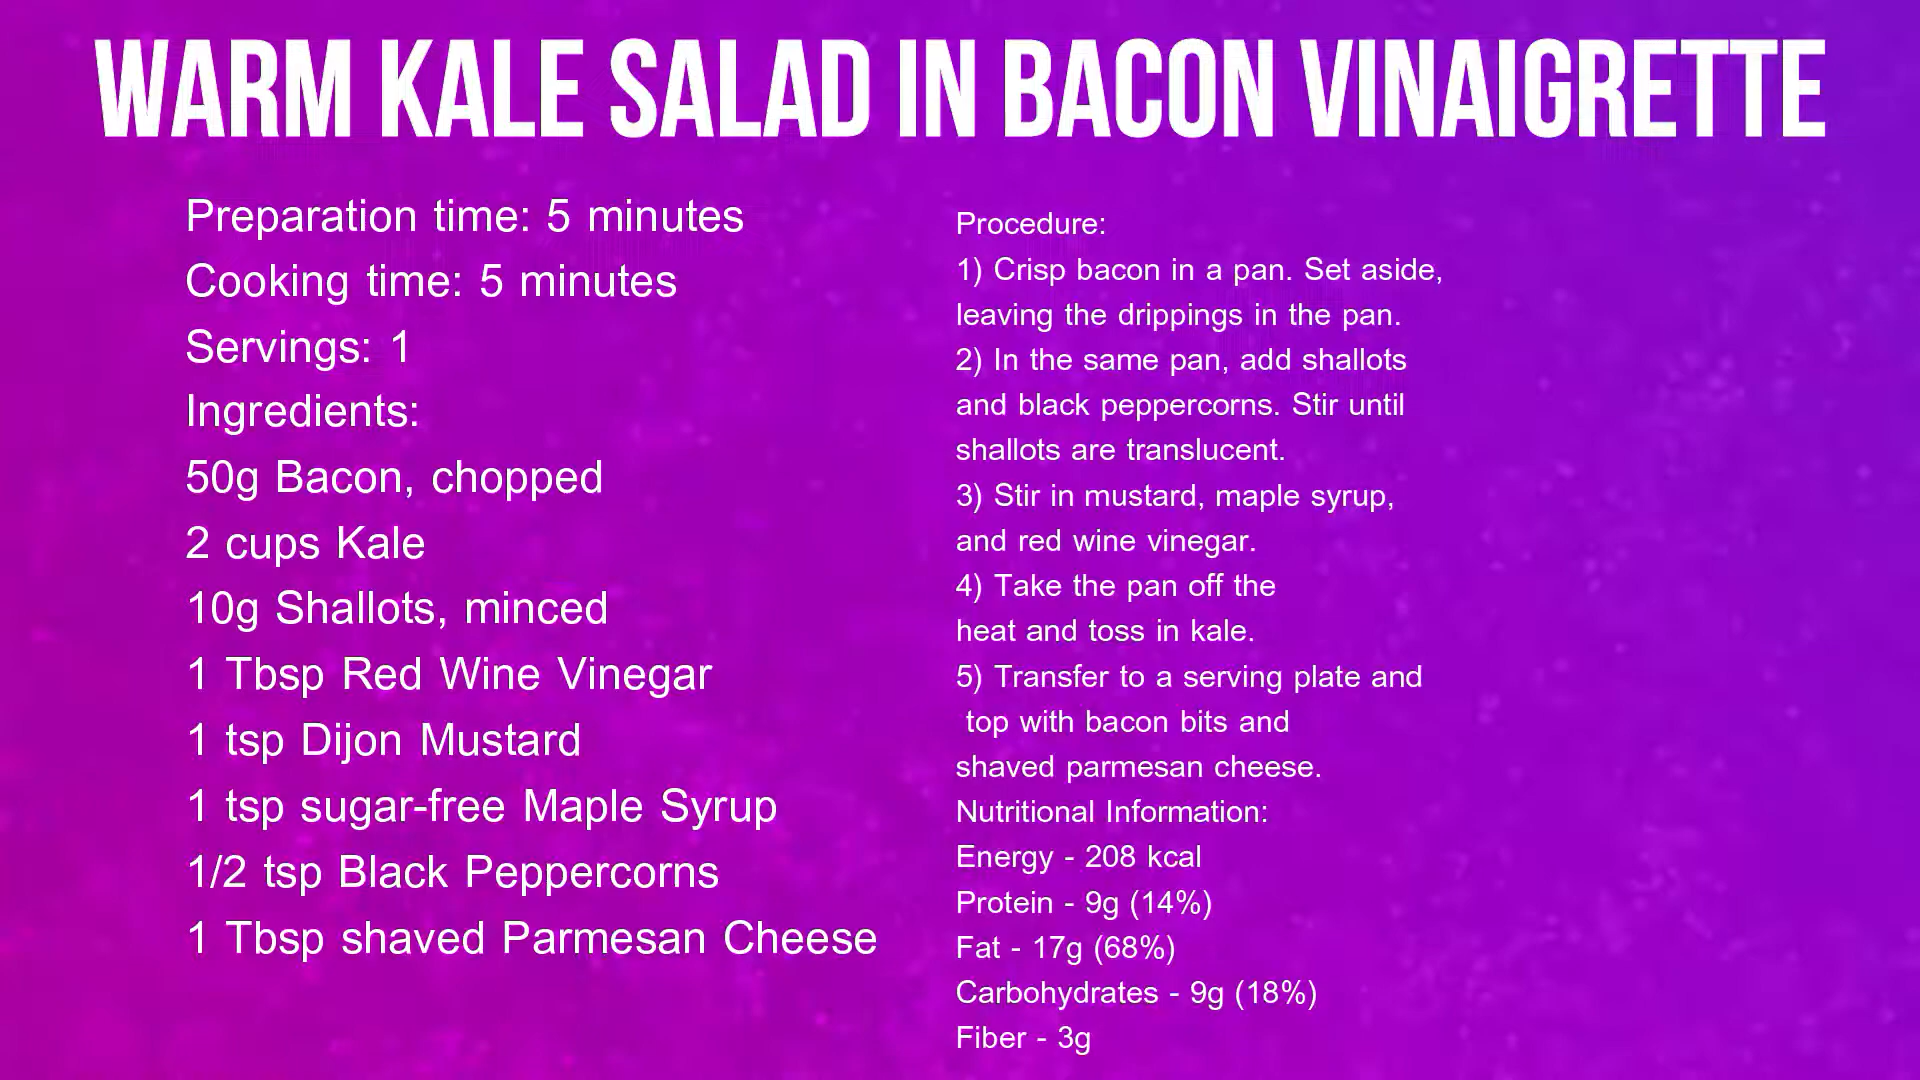 WARM KALE SALAD IN BACON VINAIGRETTE
Preparation time: 5 minutes
Cooking time: 5 minutes
Servings: 1
Ingredients:
50g Bacon, chopped
2 cups Kale
10g Shallots, minced
1 Tbsp Red Wine Vinegar
1 tsp Dijon Mustard
1 tsp sugar-free Maple Syrup
1/2 tsp Black Peppercorns
1 Tbsp shaved Parmesan Cheese
Procedure:
1) Crisp bacon in a pan. Set aside,
leaving the drippings in the pan.
2) In the same pan, add shallots
and black peppercorns. Stir until
shallots are translucent.
3) Stir in mustard, maple syrup,
and red wine vinegar.
4) Take the pan off the
heat and toss in kale.
5) Transfer to a serving plate and
top with bacon bits and
shaved parmesan cheese.
Nutritional Information:
Energy - 208 kcal
Protein - 9g (14%)
Fat - 17g (68%)
Carbohydrates - 9g (18%)
Fiber - 3g